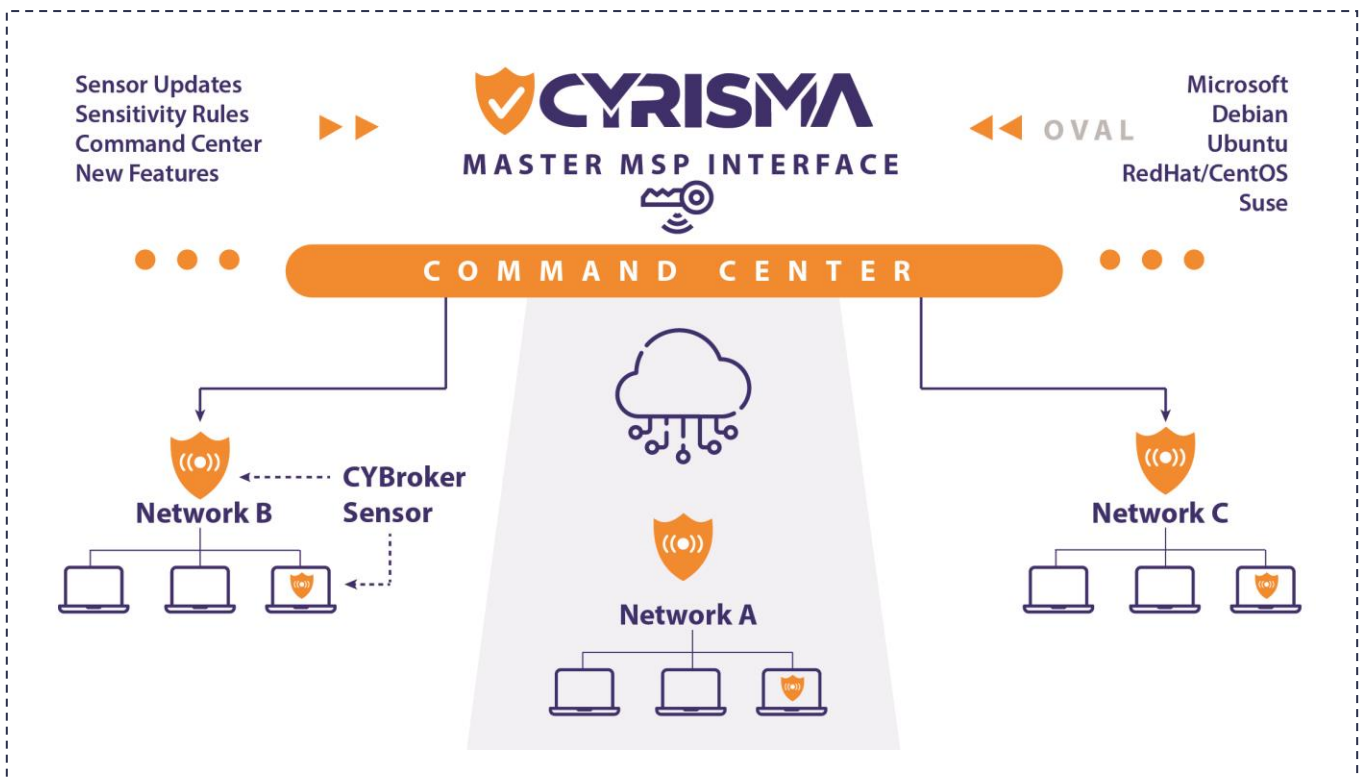 Sensor Updates
Sensitivity Rules
Command Center
New Features
CYRISMA
MASTER MSP INTERFACE
OVAL
Microsoft
Debian
Ubuntu
RedHat/CentOS
Suse
COMMAND CENTER
CYBroker
Sensor
Network B
Network A
Network C